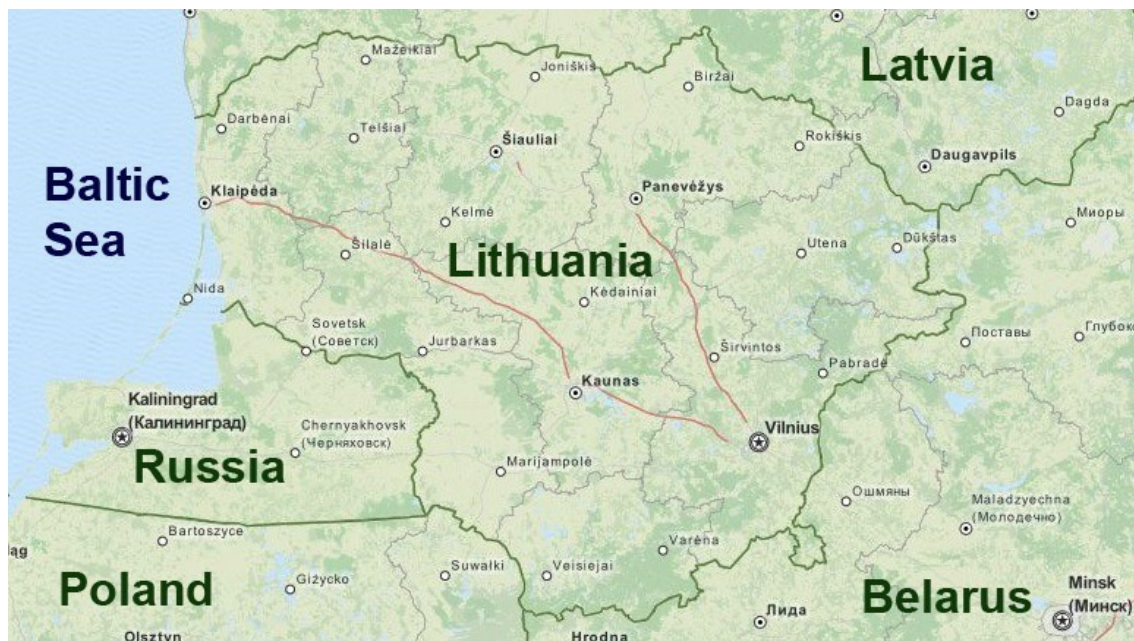 Latvia
Mažeikiai
Joniškis
Biržai
Dagda
Darbėnai
Telšiai
Šiauliai
Rokiškis
Daugavpils
Baltic
Sea
Klaipėda
Panevėžys
Kelmė
Миоры
Šilalė
Lithuania
Utena
Dūkštas
Nida
Kėdainiai
Sovetsk
(Советск)
Jurbarkas
Širvintos
Pabradė
Поставы
Глубоко
Kaunas
Kaliningrad
(Калининград)
Chernyakhovsk
(Черняховск)
Vilnius
Russia
Marijampolė
Ошмяны
Maladzyechna
(Молодечно)
Bartoszyce
ąg
Varėna
Poland
Giżycko
Suwałki
Veisiejai
Belarus
Minsk
(Минск)
Лида
Olsztyn
Hrodna